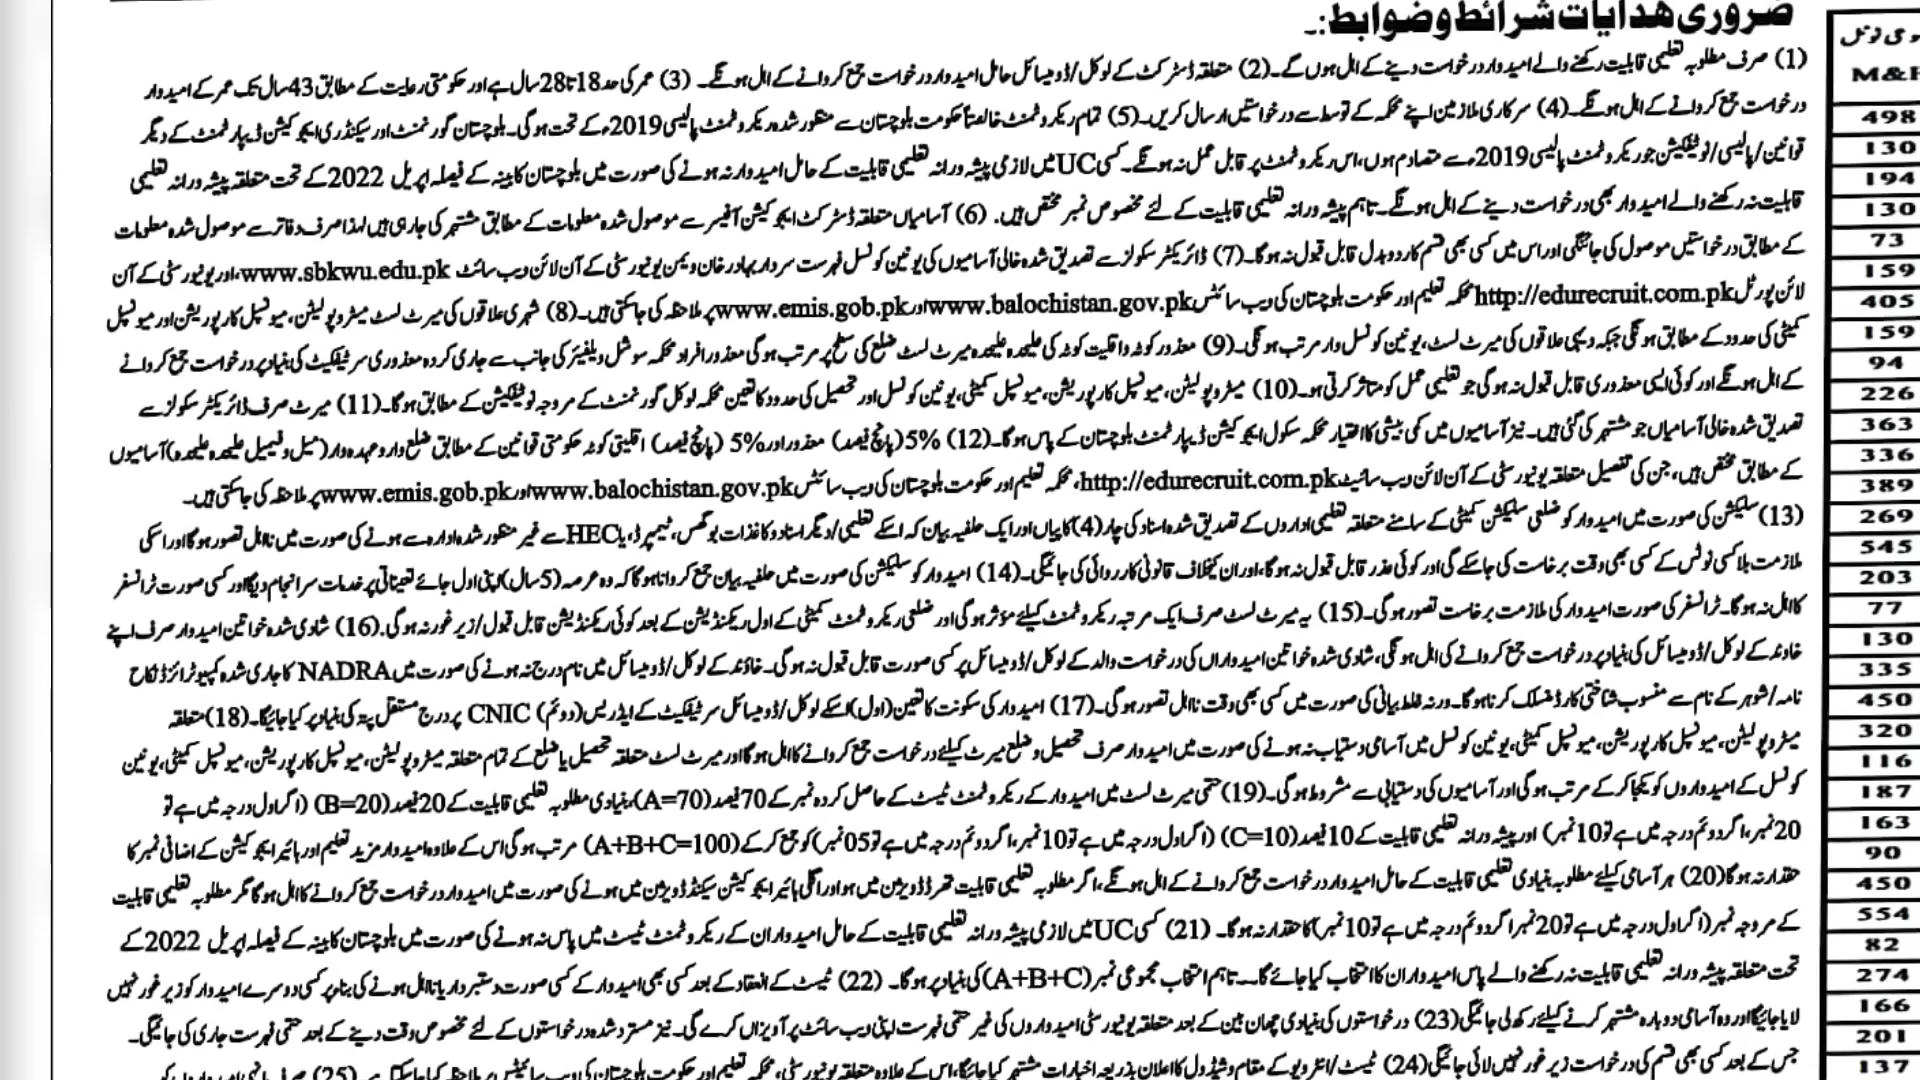 ضروری ھدایات شرائط و ضوابط:۔
(1) صرف مطلوبہ تعلیمی قابلیت رکھنے والے امیدوار درخواست دینے کے اہل ہوں گے۔ (2) متعلقہ ڈسٹرکٹ کے لوکل/ڈومیسائل حامل امیدوار درخواست جمع کروانے کے اہل ہونگے۔ (3) عمر کی حد 18 تا 28 سال ہے اور حکومتی رعایت کے مطابق 43 سال تک عمر کے امیدوار
درخواست جمع کروانے کے اہل ہونگے۔ (4) سرکاری ملازمین اپنے محکمہ کے توسط سے درخواستیں ارسال کریں۔ (5) تمام ریکروٹمنٹ خالصتاً حکومت بلوچستان سے منظور شدہ ریکروٹمنٹ پالیسی 2019ء کے تحت ہوگی۔ بلوچستان گورنمنٹ اور سیکنڈری ایجوکیشن ڈیپارٹمنٹ کے دیگر
قوانین/پالیسی/نوٹیفکیشن جو ریکروٹمنٹ پالیسی 2019ء سے متصادم ہوں، اس ریکروٹمنٹ پر قابل عمل نہ ہونگے۔ کسی UC میں لازمی پیشہ ورانہ تعلیمی قابلیت کے حامل امیدوار نہ ہونے کی صورت میں بلوچستان کابینہ کے فیصلہ اپریل 2022 کے تحت متعلقہ پیشہ ورانہ تعلیمی
قابلیت نہ رکھنے والے امیدوار بھی درخواست دینے کے اہل ہونگے۔ تاہم پیشہ ورانہ تعلیمی قابلیت کے لئے مخصوص نمبر مختص ہیں۔ (6) آسامیاں متعلقہ ڈسٹرکٹ ایجوکیشن آفیسر سے موصول شدہ معلومات کے مطابق مشتہر کی جارہی ہیں لہذا صرف دفاتر سے موصول شدہ معلومات
کے مطابق درخواستیں موصول کی جائنگی اور اس میں کسی بھی قسم کا ردوبدل قابل قبول نہ ہوگا۔ (7) ڈائریکٹر سکولز سے تصدیق شدہ خالی آسامیوں کی یونین کونسل فہرست سردار بہادر خان ویمن یونیورسٹی کے آن لائن ویب سائٹ www.sbkwu.edu.pk، اور یونیورسٹی کے آن
لائن پورٹل http://edurecruit.com.pk محکمہ تعلیم اور حکومت بلوچستان کی ویب سائٹس www.balochistan.gov.pk اور www.emis.gob.pk پر ملاحظہ کی جاسکتی ہیں۔ (8) شہری علاقوں کی میرٹ لسٹ میٹروپولیٹن، میونسپل کارپوریشن اور میونسپل
کمیٹی کی حدود کے مطابق ہونگی جبکہ دیہی علاقوں کی میرٹ لسٹ، یونین کونسل وار مرتب ہونگی۔ (9) معذور کوٹہ و اقلیت کوٹہ کی علیحدہ علیحدہ میرٹ لسٹ ضلع کی سطح پر مرتب ہوگی معذور افراد محکمہ سوشل ویلفیئر کی جانب سے جاری کردہ معذوری سرٹیفکیٹ کی بنیاد پر درخواست جمع کروانے
کے اہل ہونگے اور کوئی ایسی معذوری قابل قبول نہ ہوگی جو تعلیمی عمل کو متاثر کرتی ہو۔ (10) میٹروپولیٹن، میونسپل کارپوریشن، میونسپل کمیٹی، یونین کونسل اور تحصیل کی حدود کا تعین محکمہ لوکل گورنمنٹ کے مروجہ نوٹیفکیشن کے مطابق ہوگا۔ (11) میرٹ صرف ڈائریکٹر سکولز سے
تصدیق شدہ خالی آسامیاں جو مشتہر کی گئی ہیں۔ نیز آسامیوں میں کمی بیشی کا اختیار محکمہ سکول ایجوکیشن ڈیپارٹمنٹ بلوچستان کے پاس ہوگا۔ (12) 5% (پانچ فیصد) معذور اور 5% (پانچ فیصد) اقلیتی کوٹہ حکومتی قوانین کے مطابق ضلع وار و عہدہ وار (میل و فیمیل علیحدہ علیحدہ) آسامیوں
کے مطابق مختص ہیں، جن کی تفصیل متعلقہ یونیورسٹی کے آن لائن ویب سائیٹ http://edurecruit.com.pk، محکمہ تعلیم اور حکومت بلوچستان کی ویب سائٹس www.balochistan.gov.pk اور www.emis.gob.pk پر ملاحظہ کی جاسکتی ہیں۔
(13) سلیکشن کی صورت میں امیدوار کو ضلعی سلیکشن کمیٹی کے سامنے متعلقہ تعلیمی اداروں کے تصدیق شدہ اسناد کی چار (4) کاپیاں اور ایک حلفیہ بیان کہ اسکے تعلیمی/دیگر اسناد و کاغذات بوگس، ٹیمپرڈ، یا HEC سے غیر منظور شدہ ادارہ سے ہونے کی صورت میں نااہل تصور ہوگا اور اسکی
ملازمت بلا کسی نوٹس کے کسی بھی وقت برخاست کی جاسکے گی اور کوئی عذر قابل قبول نہ ہوگا، اور ان کیخلاف قانونی کارروائی کی جائیگی۔ (14) امیدوار کو سلیکشن کی صورت میں حلفیہ بیان جمع کروانا ہوگا کہ وہ عرصہ (5 سال) اپنی اول جائے تعیناتی پر خدمات سرانجام دیگا اور کسی صورت ٹرانسفر
کا اہل نہ ہوگا۔ ٹرانسفر کی صورت امیدوار کی ملازمت برخاست تصور ہوگی۔ (15) یہ میرٹ لسٹ صرف ایک مرتبہ ریکروٹمنٹ کیلئے مؤثر ہوگی اور ضلعی ریکروٹمنٹ کمیٹی کے اول ریکمنڈیشن کے بعد کوئی ریکمنڈیشن قابل قبول/زیر غور نہ ہوگی۔ (16) شادی شدہ خواتین امیدوار صرف اپنے
خاوند کے لوکل/ڈومیسائل کی بنیاد پر درخواست جمع کروانے کی اہل ہونگی، شادی شدہ خواتین امیدواراں کی درخواست والد کے لوکل/ڈومیسائل پر کسی صورت قابل قبول نہ ہوگی۔ خاوند کے لوکل/ڈومیسائل میں نام درج نہ ہونے کی صورت میں NADRA کا جاری شدہ کمپیوٹرائزڈ نکاح
نامہ/شوہر کے نام سے منسوب شناختی کارڈ منسلک کرنا ہوگا۔ ورنہ غلط بیانی کی صورت میں کسی بھی وقت نااہل تصور ہوگی۔ (17) امیدوار کی سکونت کا تعین (اول) اسکے لوکل/ڈومیسائل سرٹیفکیٹ کے ایڈریس (دوئم) CNIC پر درج مستقل پتہ کی بنیاد پر کیا جائیگا۔ (18) متعلقہ
میٹروپولیٹن، میونسپل کارپوریشن، میونسپل کمیٹی، یونین کونسل میں آسامی دستیاب نہ ہونے کی صورت میں امیدوار صرف تحصیل و ضلع میرٹ کیلئے درخواست جمع کروانے کا اہل ہوگا اور میرٹ لسٹ متعلقہ تحصیل یا ضلع کے تمام متعلقہ میٹروپولیٹن، میونسپل کارپوریشن، میونسپل کمیٹی، یونین
کونسل کے امیدواروں کو یکجا کرکے مرتب ہوگی اور آسامیوں کی دستیابی سے مشروط ہوگی۔ (19) حتمی میرٹ لسٹ میں امیدوار کے ریکروٹمنٹ ٹیسٹ کے حاصل کردہ نمبر کے 70 فیصد (A=70)، بنیادی مطلوبہ تعلیمی قابلیت کے 20 فیصد (B=20) (اگر اول درجہ میں ہے تو
20 نمبر، اگر دوئم درجہ میں ہے تو 10 نمبر) اور پیشہ ورانہ تعلیمی قابلیت کے 10 فیصد (C=10) (اگر اول درجہ میں ہے تو 10 نمبر، اگر دوئم درجہ میں ہے تو 05 نمبر) کو جمع کرکے (A+B+C=100) مرتب ہوگی اس کے علاوہ امیدوار مزید تعلیم اور ہائیر ایجوکیشن کے اضافی نمبر کا
حقدار نہ ہوگا (20) ہر آسامی کیلئے مطلوبہ بنیادی تعلیمی قابلیت کے حامل امیدوار درخواست جمع کروانے کے اہل ہونگے، اگر مطلوبہ تعلیمی قابلیت تھرڈ ڈویژن میں ہو اور اگلی ہائیر ایجوکیشن سیکنڈ ڈویژن میں ہونے کی صورت میں امیدوار درخواست جمع کروانے کا اہل ہوگا مگر مطلوبہ تعلیمی قابلیت
کے مروجہ نمبر (اگر اول درجہ میں ہے تو 20 نمبر اگر دوئم درجہ میں ہے تو 10 نمبر) کا حقدار نہ ہوگا۔ (21) کسی UC میں لازمی پیشہ ورانہ تعلیمی قابلیت کے حامل امیدواران کے ریکروٹمنٹ ٹیسٹ میں پاس نہ ہونے کی صورت میں بلوچستان کابینہ کے فیصلہ اپریل 2022 کے
تحت متعلقہ پیشہ ورانہ تعلیمی قابلیت نہ رکھنے والے پاس امیدواران کا انتخاب کیا جائے گا۔۔۔ تاہم انتخاب مجموعی نمبر (A+B+C) کی بنیاد پر ہوگا۔ (22) ٹیسٹ کے انعقاد کے بعد کسی بھی امیدوار کے کسی صورت دستبردار یا نااہل ہونے کی بناء پر کسی دوسرے امیدوار کو زیر غور نہیں
لایا جائیگا اور وہ آسامی دوبارہ مشتہر کرنے کیلئے رکھ لی جائیگی (23) درخواستوں کی بنیادی چھان بین کے بعد متعلقہ یونیورسٹی امیدواروں کی غیر حتمی فہرست اپنی ویب سائٹ پر آویزاں کرے گی۔ نیز مسترد شدہ درخواستوں کے لئے مخصوص وقت دینے کے بعد حتمی فہرست جاری کی جائیگی۔
جس کے بعد کسی بھی قسم کی درخواست زیر غور نہیں لائی جائیگی (24) ٹیسٹ/انٹرویو کے مقام و شیڈول کا اعلان بذریعہ اخبارات مشتہر کیا جائیگا، اس کے علاوہ متعلقہ یونیورسٹی، محکمہ تعلیم اور حکومت بلوچستان کی ویب سائیٹس پر ملاحظہ کیا جاسکتا ہے (25)
M&F
498
130
194
130
73
159
405
159
94
226
363
336
389
269
545
203
77
130
335
450
320
116
187
163
90
450
554
82
274
166
201
137